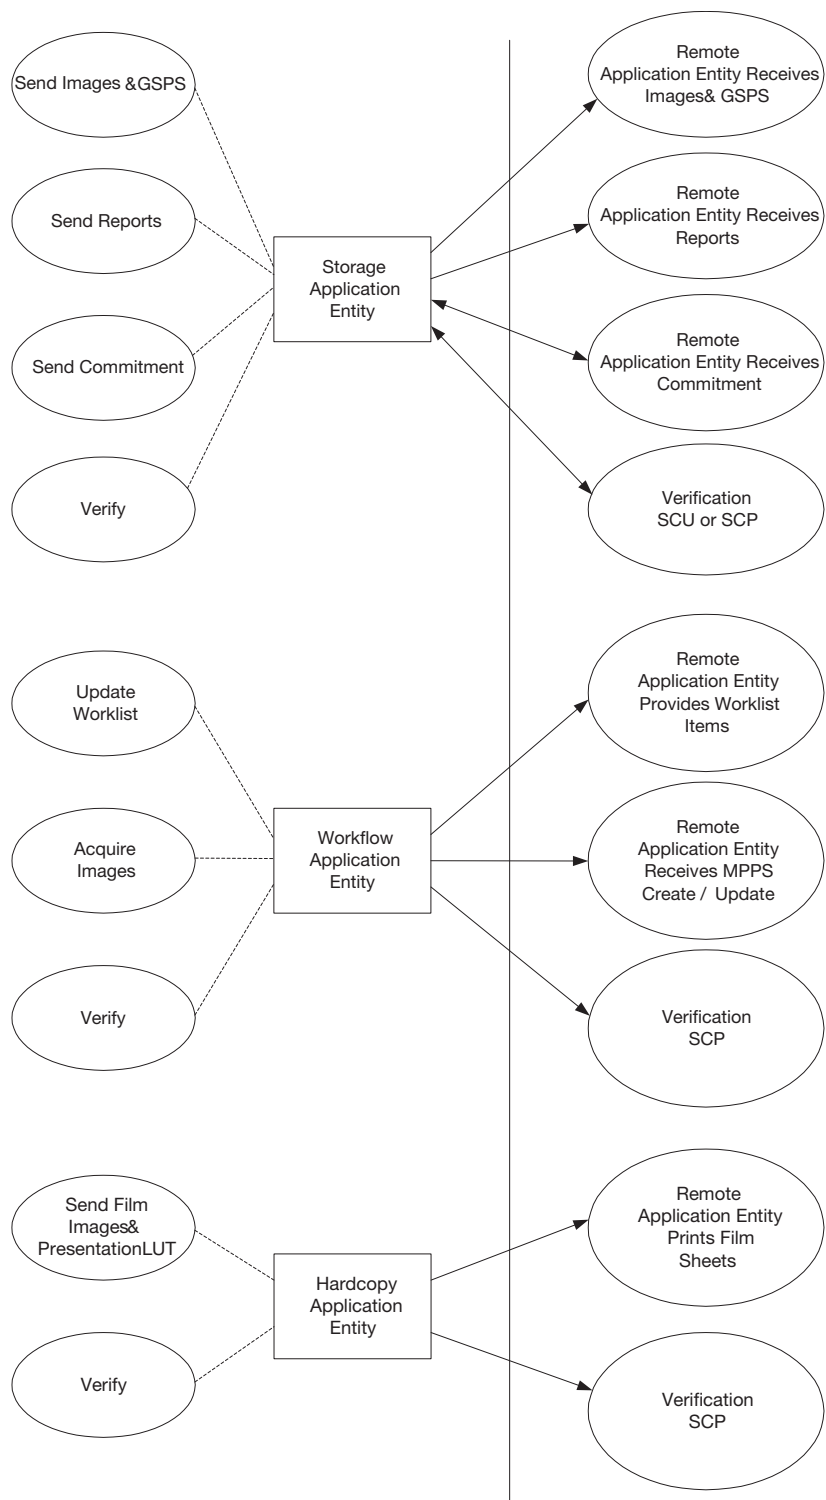 Send Images &GSPS
Remote
Application Entity Receives
Images& GSPS
Send Reports
Remote
Application Entity Receives
Reports
Storage
Application
Entity
Send Commitment
Remote
Application Entity Receives
Commitment
Verify
Verification
SCU or SCP
Update
Worklist
Remote
Application Entity
Provides Worklist
Items
Acquire
Images
Workflow
Application
Entity
Remote
Application Entity
Receives MPPS
Create / Update
Verify
Verification
SCP
Send Film
Images&
PresentationLUT
Remote
Application Entity
Prints Film
Sheets
Hardcopy
Application
Entity
Verify
Verification
SCP